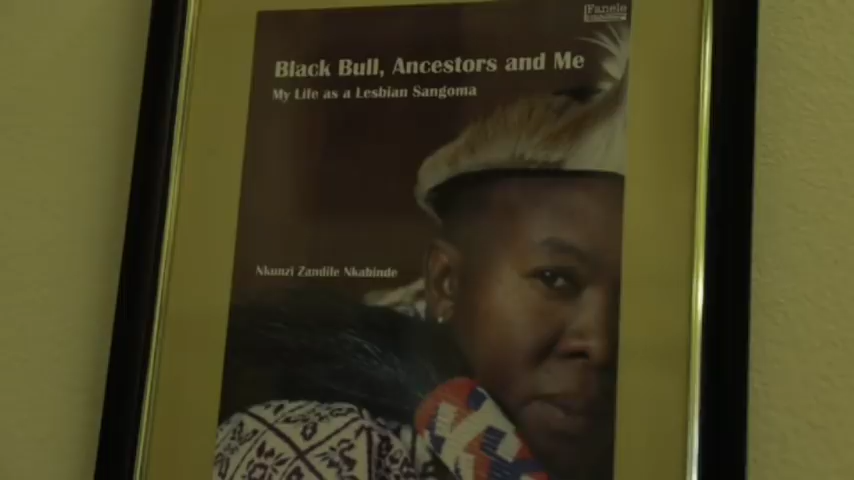 Fanele
Black Bull, Ancestors and Me
My Life as a Lesbian Sangoma
Nkunzi Zandile Nkabinde